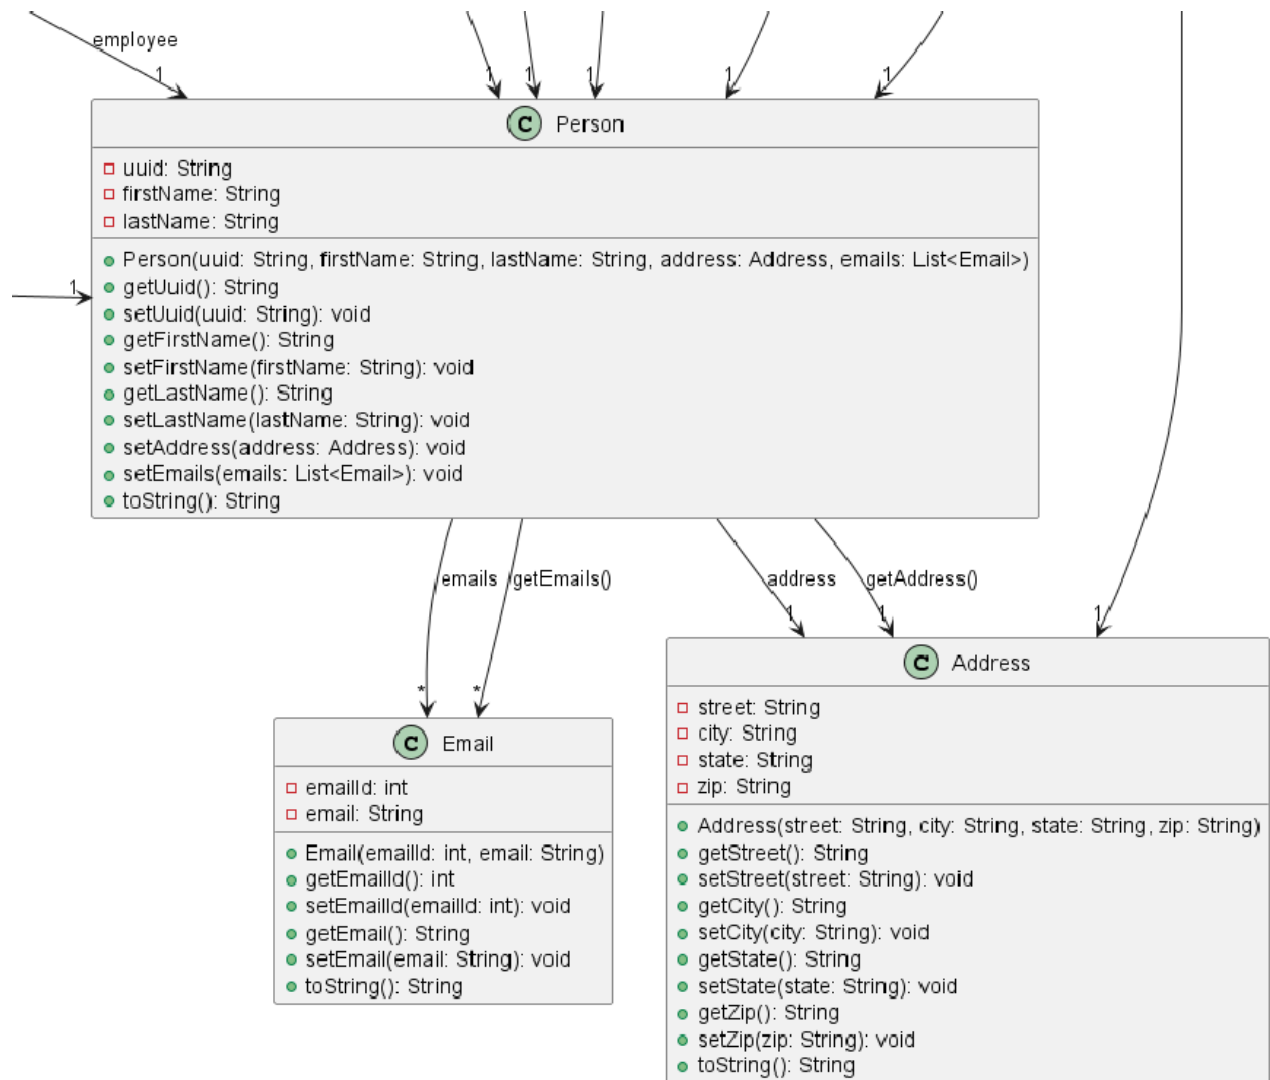 employee
1
1
1
1
1
1
C Person
uuid: String
firstName: String
lastName: String
Person(uuid: String, firstName: String, lastName: String, address: Address, emails: List<Email>)
1
getUuid(): String
setUuid(uuid: String): void
getFirstName(): String
setFirstName(firstName: String): void
getLastName(): String
setLastName(lastName: String): void
setAddress(address: Address): void
setEmails(emails: List<Email>): void
toString(): String
emails
getEmails()
address
getAddress()
1
1
1
*
*
C Email
emailId: int
email: String
Email(emailId: int, email: String)
getEmailId(): int
setEmailId(emailId: int): void
getEmail(): String
setEmail(email: String): void
toString(): String
C Address
street: String
city: String
state: String
zip: String
Address(street: String, city: String, state: String, zip: String)
getStreet(): String
setStreet(street: String): void
getCity(): String
setCity(city: String): void
getState(): String
setState(state: String): void
getZip(): String
setZip(zip: String): void
toString(): String